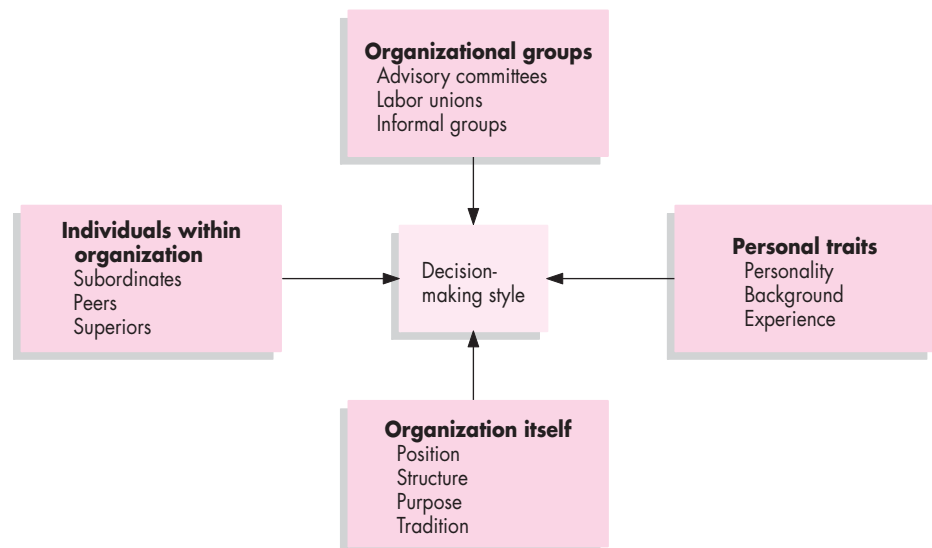 Organizational groups
Advisory committees
Labor unions
Informal groups
Individuals within
organization
Subordinates
Peers
Superiors
Decision-
making style
Personal traits
Personality
Background
Experience
Organization itself
Position
Structure
Purpose
Tradition